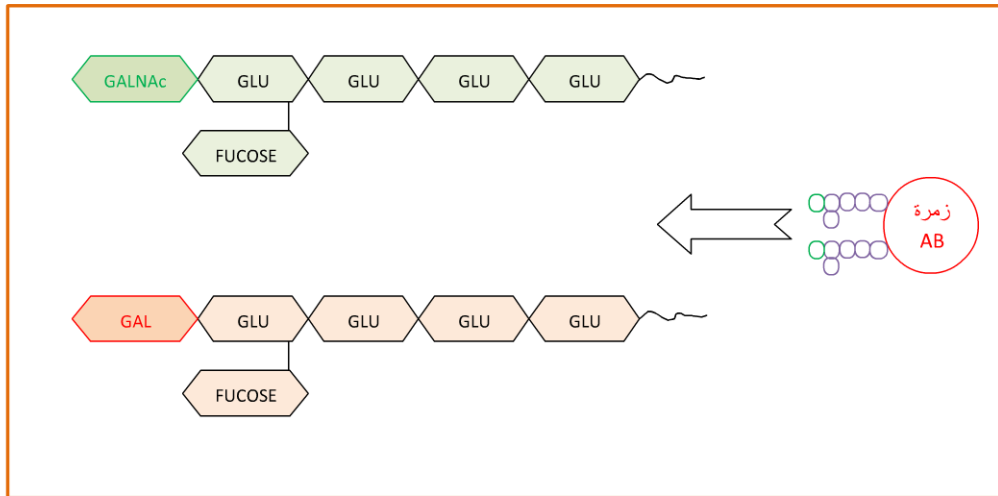 GALNAc GLU GLU GLU GLU
FUCOSE
زمرة
AB
GAL GLU GLU GLU GLU
FUCOSE